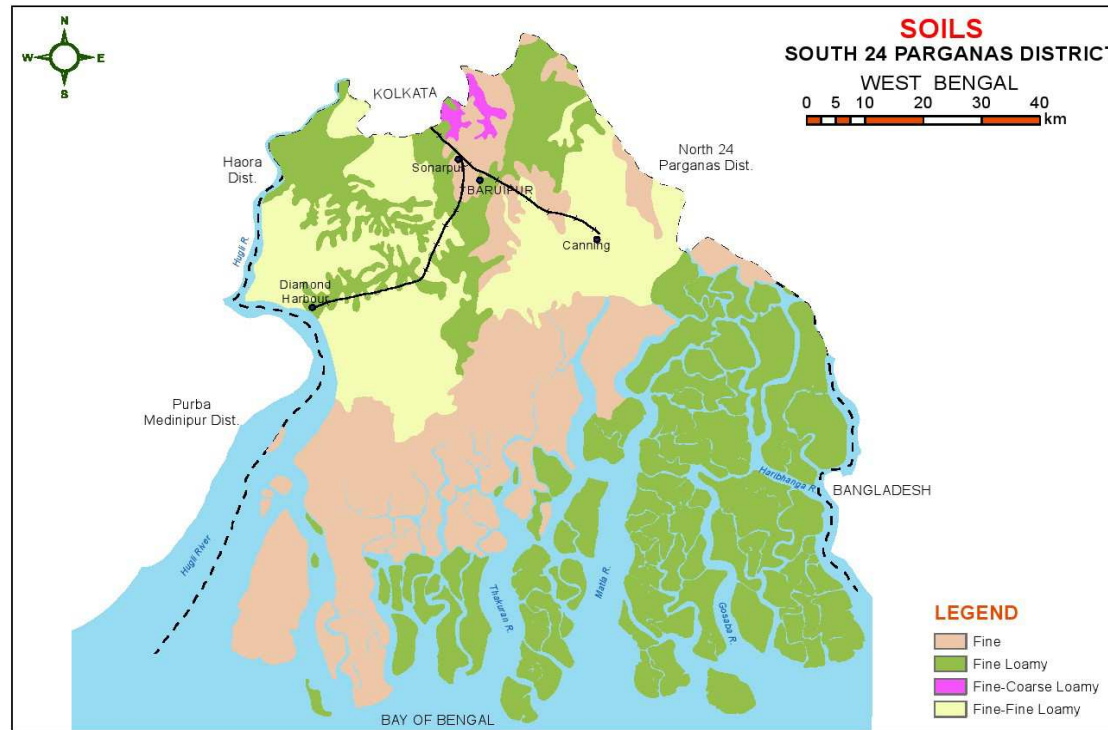 N
W E
S
SOILS
SOUTH 24 PARGANAS DISTRICT
WEST BENGAL
0 5 10 20 30 40 km
KOLKATA
Haora
Dist.
North 24
Parganas Dist.
Sonarpur
BARUIPUR
Hugli R.
Canning
Diamond
Harbour
Purba
Medinipur Dist.
Haribhanga R.
BANGLADESH
Hugli River
Thakuran R.
Matla R.
Gosaba R.
BAY OF BENGAL
LEGEND
Fine
Fine Loamy
Fine-Coarse Loamy
Fine-Fine Loamy